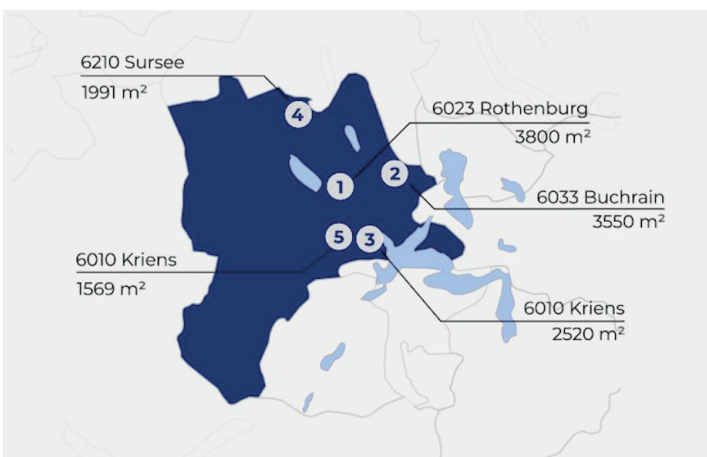 6210 Sursee
1991 m²
4
6023 Rothenburg
3800 m²
1
2
6033 Buchrain
3550 m²
5
3
6010 Kriens
1569 m²
6010 Kriens
2520 m²